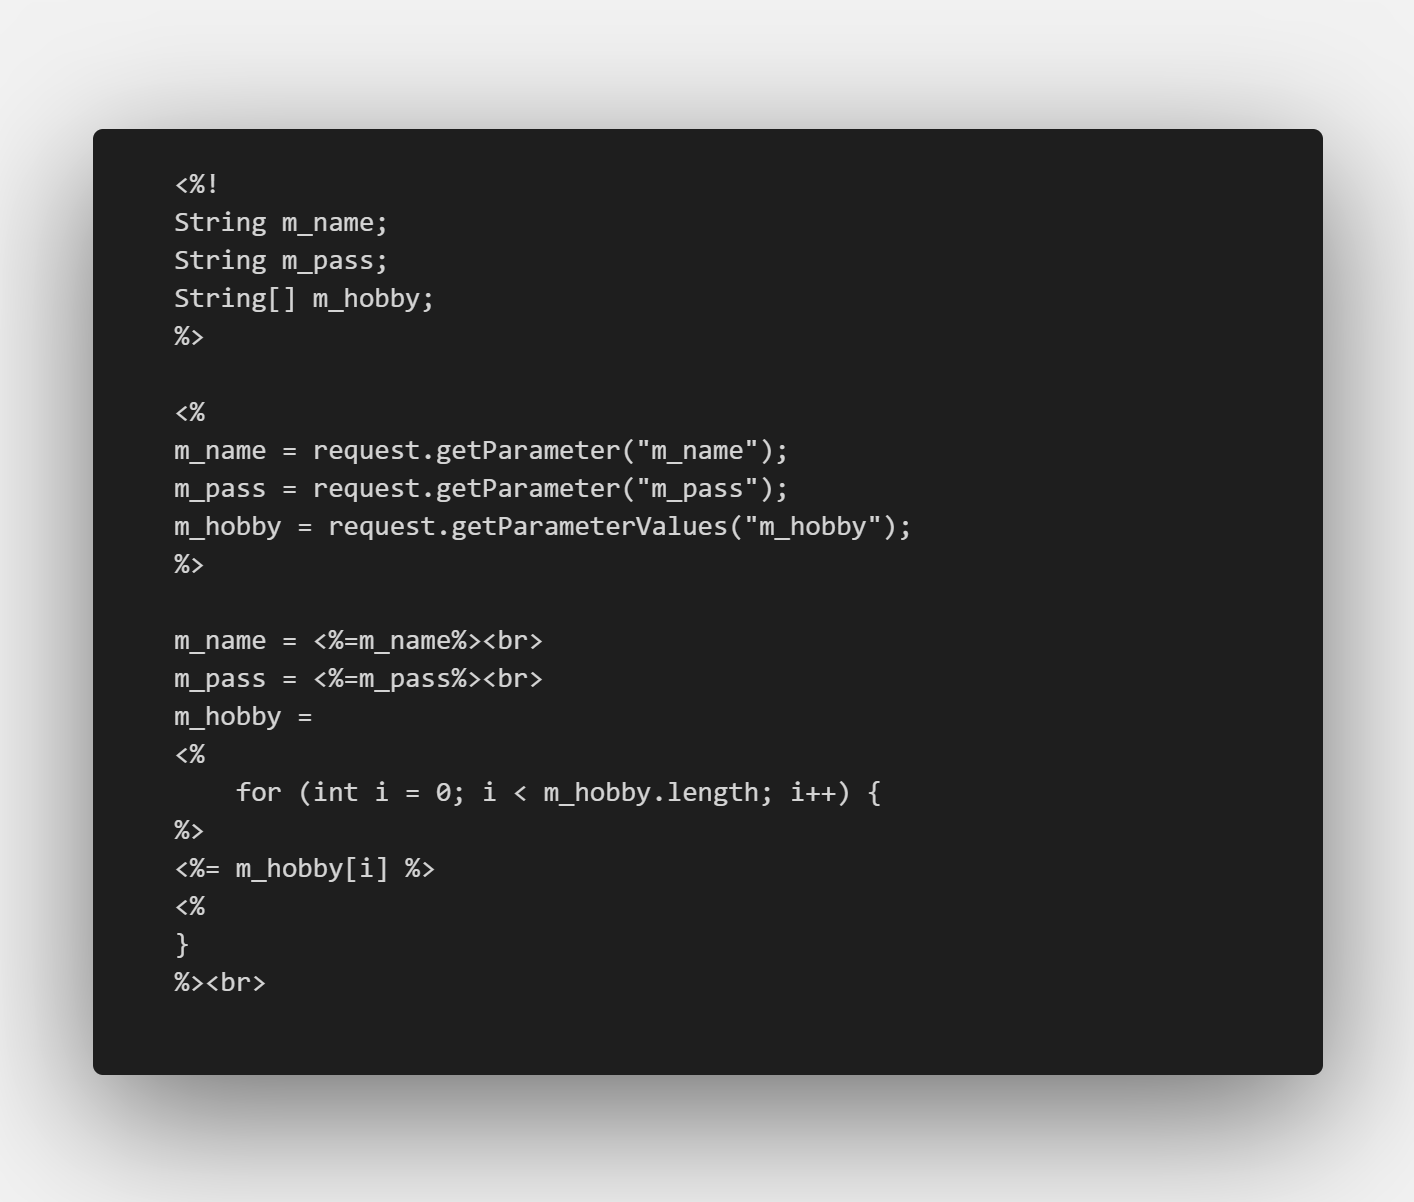 <%!
String m_name;
String m_pass;
String[] m_hobby;
%>
<%
m_name = request.getParameter("m_name");
m_pass = request.getParameter("m_pass");
m_hobby = request.getParameterValues("m_hobby");
%>
m_name = <%=m_name%><br>
m_pass = <%=m_pass%><br>
m_hobby =
<%
    for (int i = 0; i < m_hobby.length; i++) {
%>
<%= m_hobby[i] %>
<%
}
%><br>